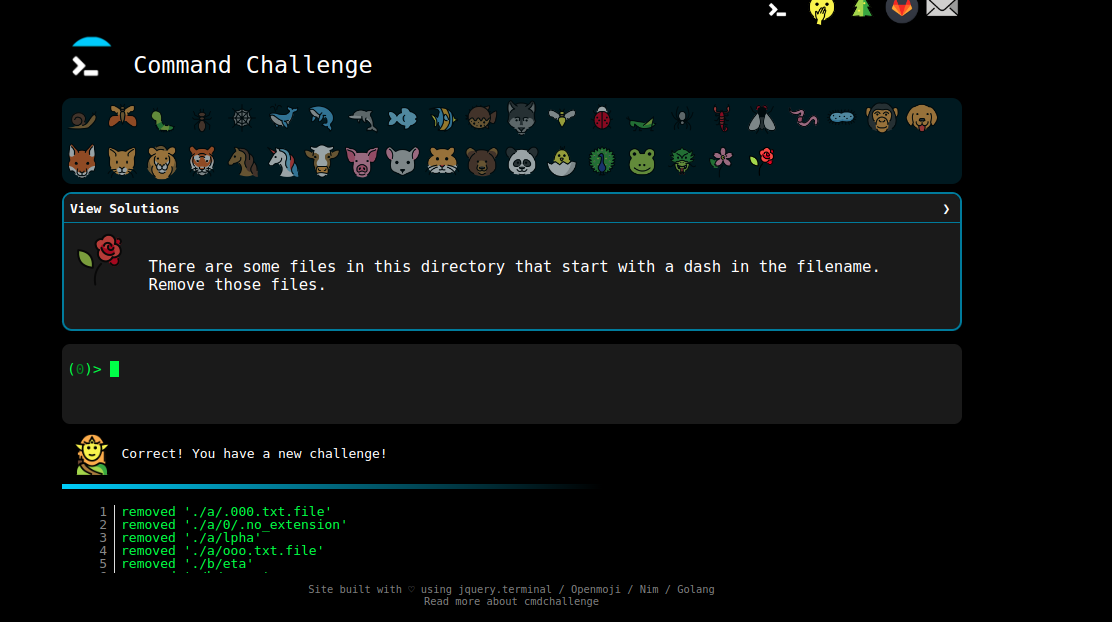 Command Challenge
View Solutions ❯
There are some files in this directory that start with a dash in the filename.
Remove those files.
(0)>
Correct! You have a new challenge!
1 removed './a/.000.txt.file'
2 removed './a/0/.no_extension'
3 removed './a/lpha'
4 removed './a/ooo.txt.file'
5 removed './b/eta'
Site built with ♡ using jquery.terminal / Openmoji / Nim / Golang
Read more about cmdchallenge